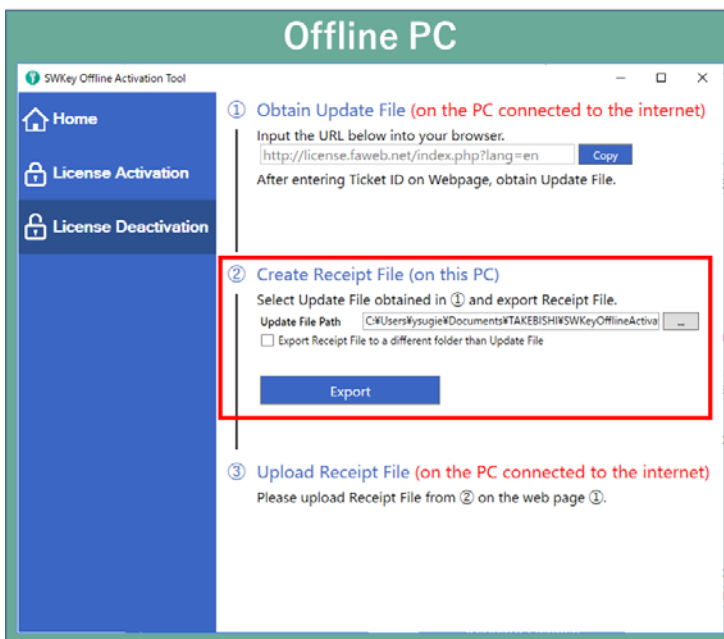 Offline PC
SWKey Offline Activation Tool
Home
License Activation
License Deactivation
① Obtain Update File (on the PC connected to the internet)
Input the URL below into your browser.
http://license.faweb.net/index.php?lang=en Copy
After entering Ticket ID on Webpage, obtain Update File.
② Create Receipt File (on this PC)
Select Update File obtained in ① and export Receipt File.
Update File Path C:¥Users¥ysugie¥Documents¥TAKEBISHI¥SWKeyOfflineActiva ...
Export Receipt File to a different folder than Update File
Export
③ Upload Receipt File (on the PC connected to the internet)
Please upload Receipt File from ② on the web page ①.